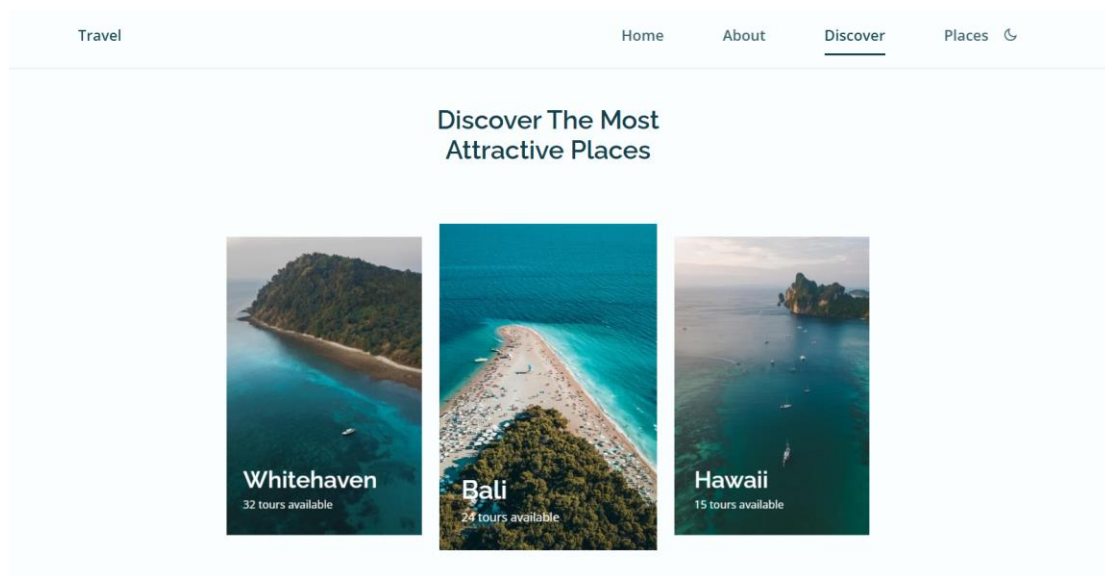 Travel
Home
About
Discover
Places
Discover The Most
Attractive Places
Whitehaven
32 tours available
Bali
24 tours available
Hawaii
15 tours available